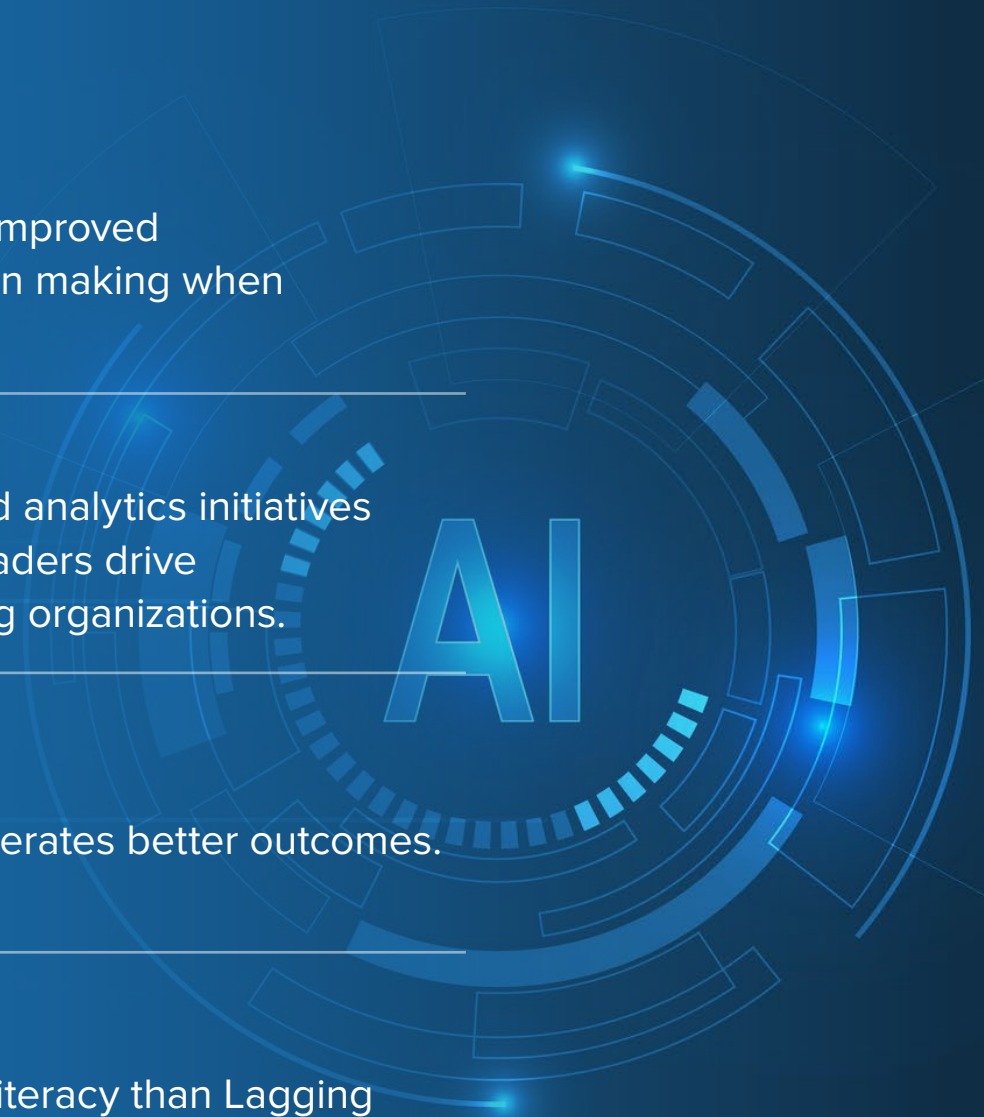 mproved
n making when
d analytics initiatives
aders drive
g organizations.
AI
erates better outcomes.
iteracy than Lagging